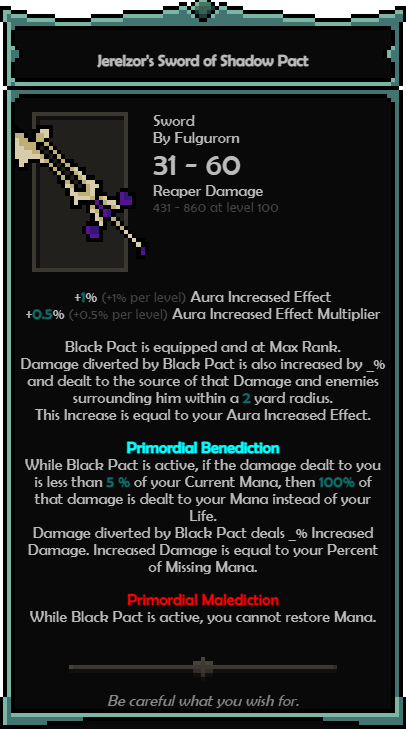 Jerelzor's Sword of Shadow Pact
Sword
By Fulgurorn
31 - 60
Reaper Damage
431 - 860 at level 100
+1% (+1% per level) Aura Increased Effect
+0.5% (+0.5% per level) Aura Increased Effect Multiplier
Black Pact is equipped and at Max Rank.
Damage diverted by Black Pact is also increased by _%
and dealt to the source of that Damage and enemies
surrounding him within a 2 yard radius.
This Increase is equal to your Aura Increased Effect.
Primordial Benediction
While Black Pact is active, if the damage dealt to you
is less than 5 % of your Current Mana, then 100% of
that damage is dealt to your Mana instead of your
Life.
Damage diverted by Black Pact deals _% Increased
Damage. Increased Damage is equal to your Percent
of Missing Mana.
Primordial Malediction
While Black Pact is active, you cannot restore Mana.
Be careful what you wish for.